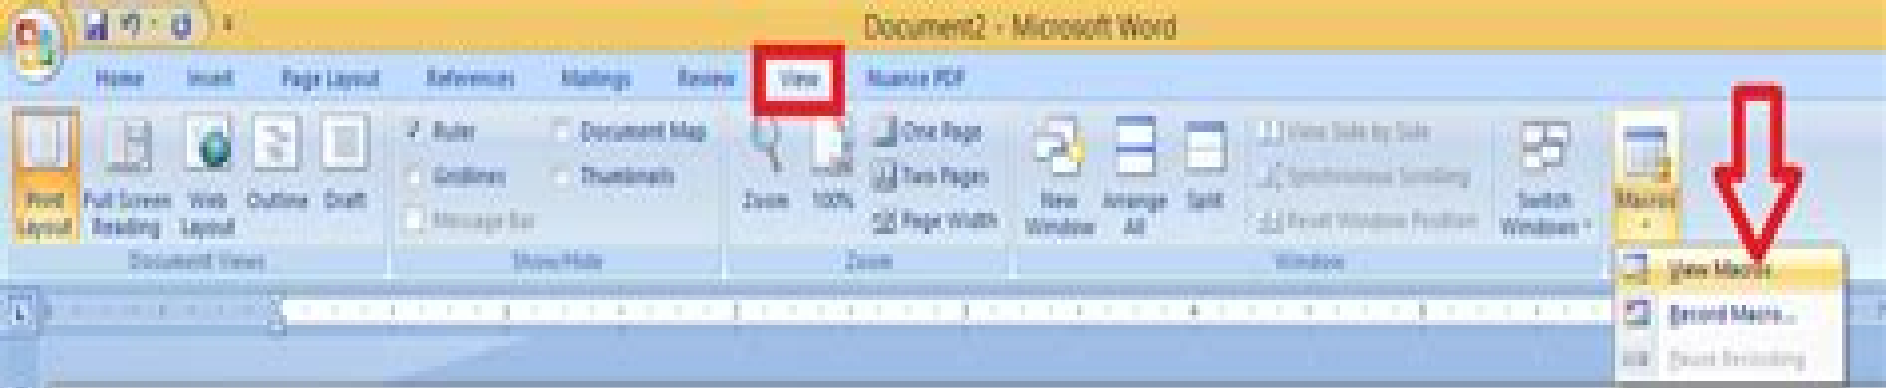 Document2 - Microsoft Word
Home Insert Page Layout References Mailings Review View Nuance PDF
Print Layout
Full Screen Reading
Web Layout
Outline
Draft
Document Views
Ruler
Gridlines
Message Bar
Document Map
Thumbnails
Show/Hide
Zoom
100%
One Page
Two Pages
Page Width
Zoom
New Window
Arrange All
Split
View Side by Side
Synchronous Scrolling
Reset Window Position
Switch Windows
Window
Macros
View Macros
Record Macro...
Pause Recording